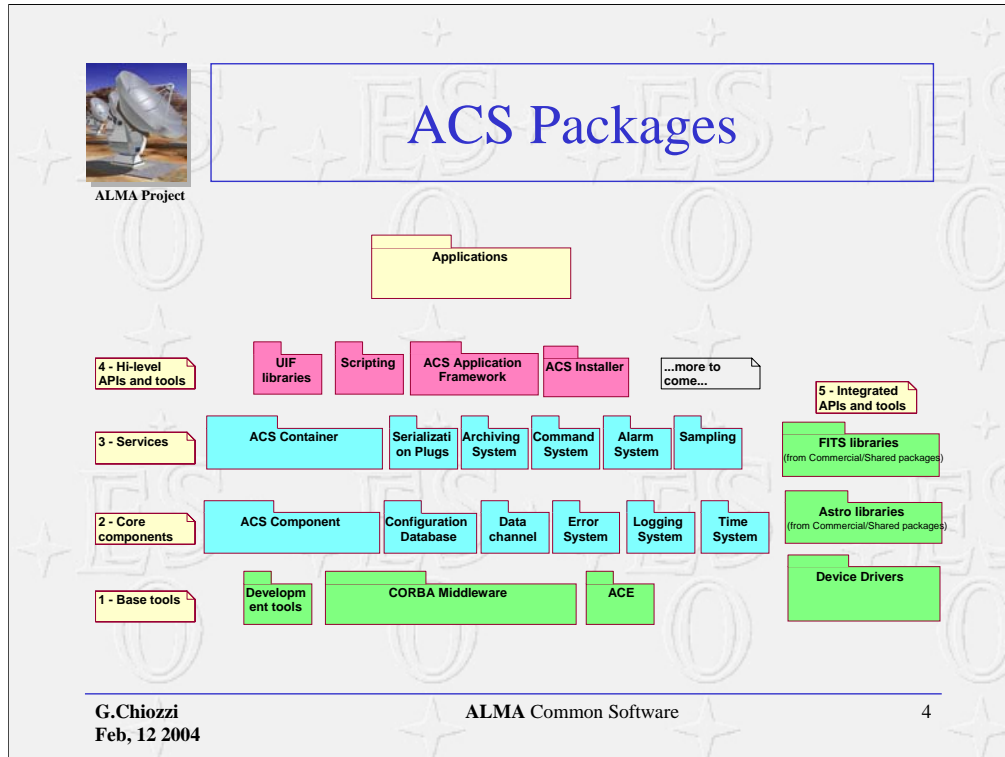 ACS Packages
ALMA Project
Applications
4 - Hi-level
APIs and tools
UIF
libraries
Scripting
ACS Application
Framework
ACS Installer
...more to
come...
5 - Integrated
APIs and tools
3 - Services
ACS Container
Serializati
on Plugs
Archiving
System
Command
System
Alarm
System
Sampling
FITS libraries
(from Commercial/Shared packages)
2 - Core
components
ACS Component
Configuration
Database
Data
channel
Error
System
Logging
System
Time
System
Astro libraries
(from Commercial/Shared packages)
1 - Base tools
Developm
ent tools
CORBA Middleware
ACE
Device Drivers
G.Chiozzi
Feb, 12 2004
ALMA Common Software
4